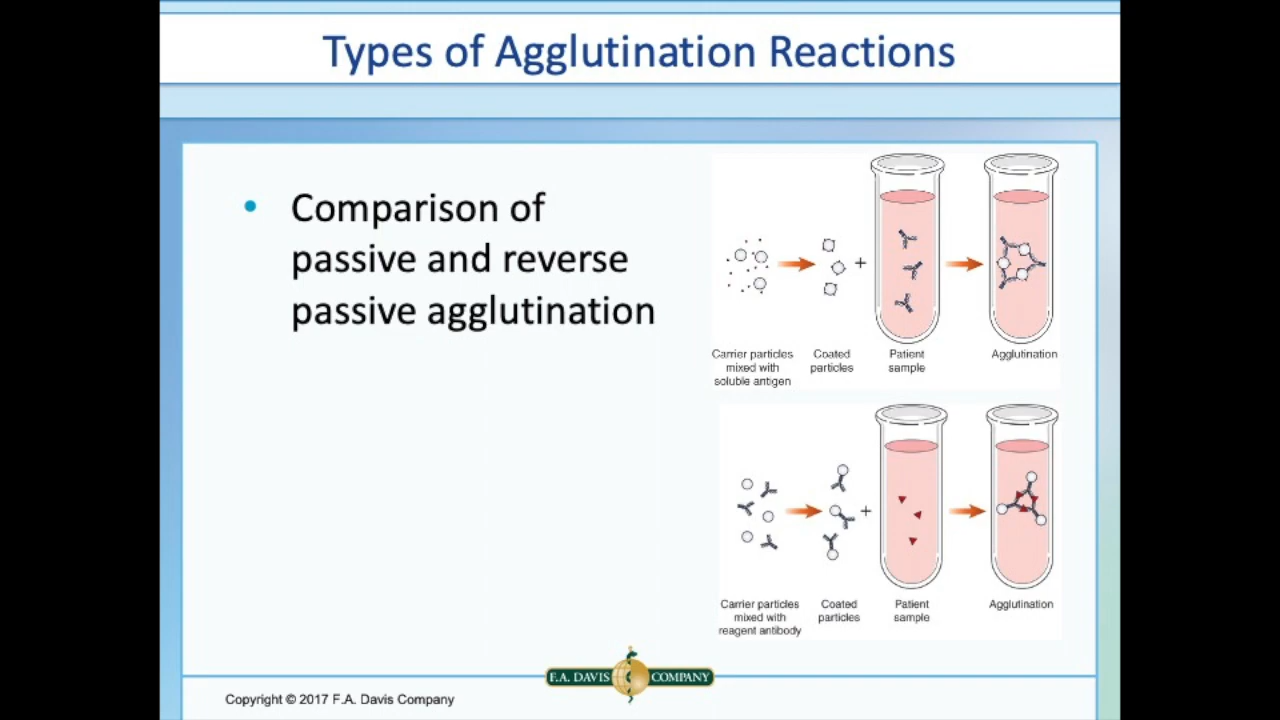 Types of Agglutination Reactions
• Comparison of
passive and reverse
passive agglutination
+
Carrier particles
mixed with
soluble antigen
Coated
particles
Patient
sample
Agglutination
+
Carrier particles
mixed with
reagent antibody
Coated
particles
Patient
sample
Agglutination
F.A. DAVIS COMPANY
Copyright © 2017 F.A. Davis Company